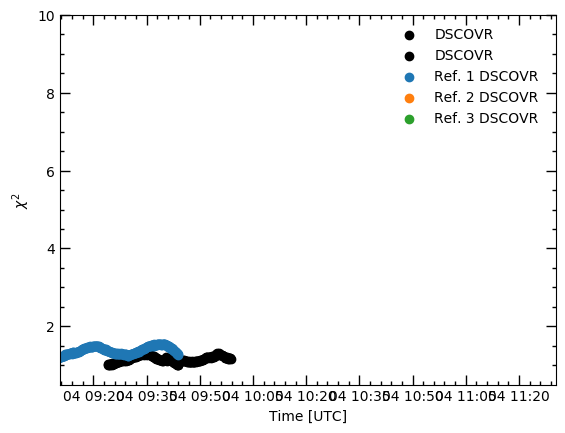 10
8
6
4
2
χ²
DSCOVR
DSCOVR
Ref. 1 DSCOVR
Ref. 2 DSCOVR
Ref. 3 DSCOVR
04 09:20 04 09:35 04 09:50 04 10:05 04 10:20 04 10:35 04 10:50 04 11:05 04 11:20
Time [UTC]